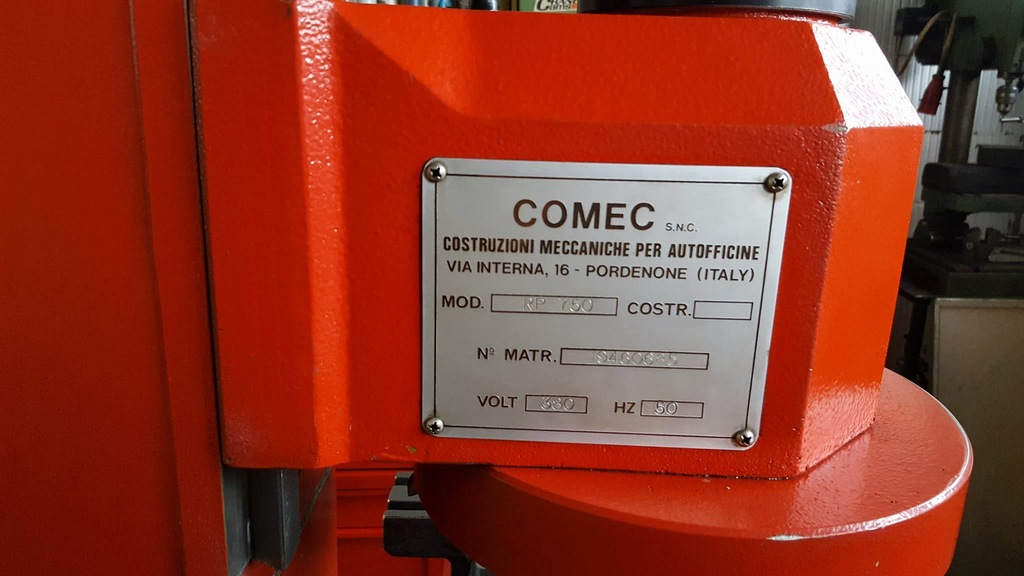 COMEC S.N.C.
COSTRUZIONI MECCANICHE PER AUTOFFICINE
VIA INTERNA, 16 - PORDENONE (ITALY)
MOD. RP 750 COSTR.
Nº MATR.
VOLT 380 HZ 50